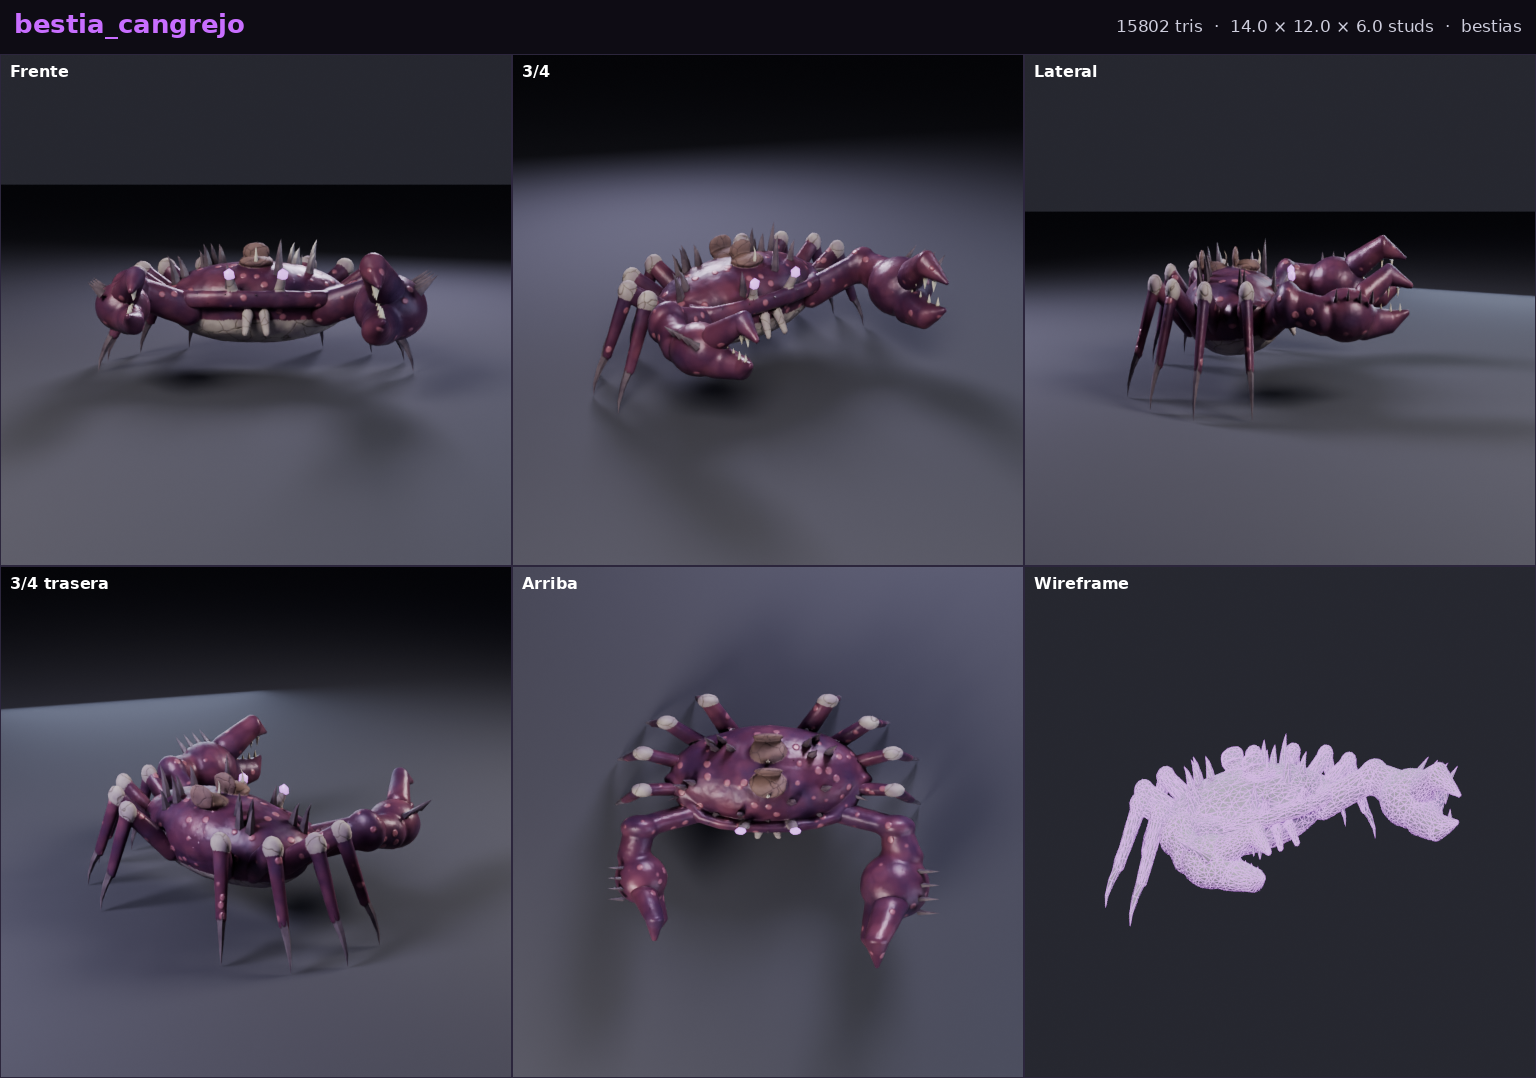 bestia_cangrejo
15802 tris · 14.0 × 12.0 × 6.0 studs · bestias
Frente
3/4
Lateral
3/4 trasera
Arriba
Wireframe